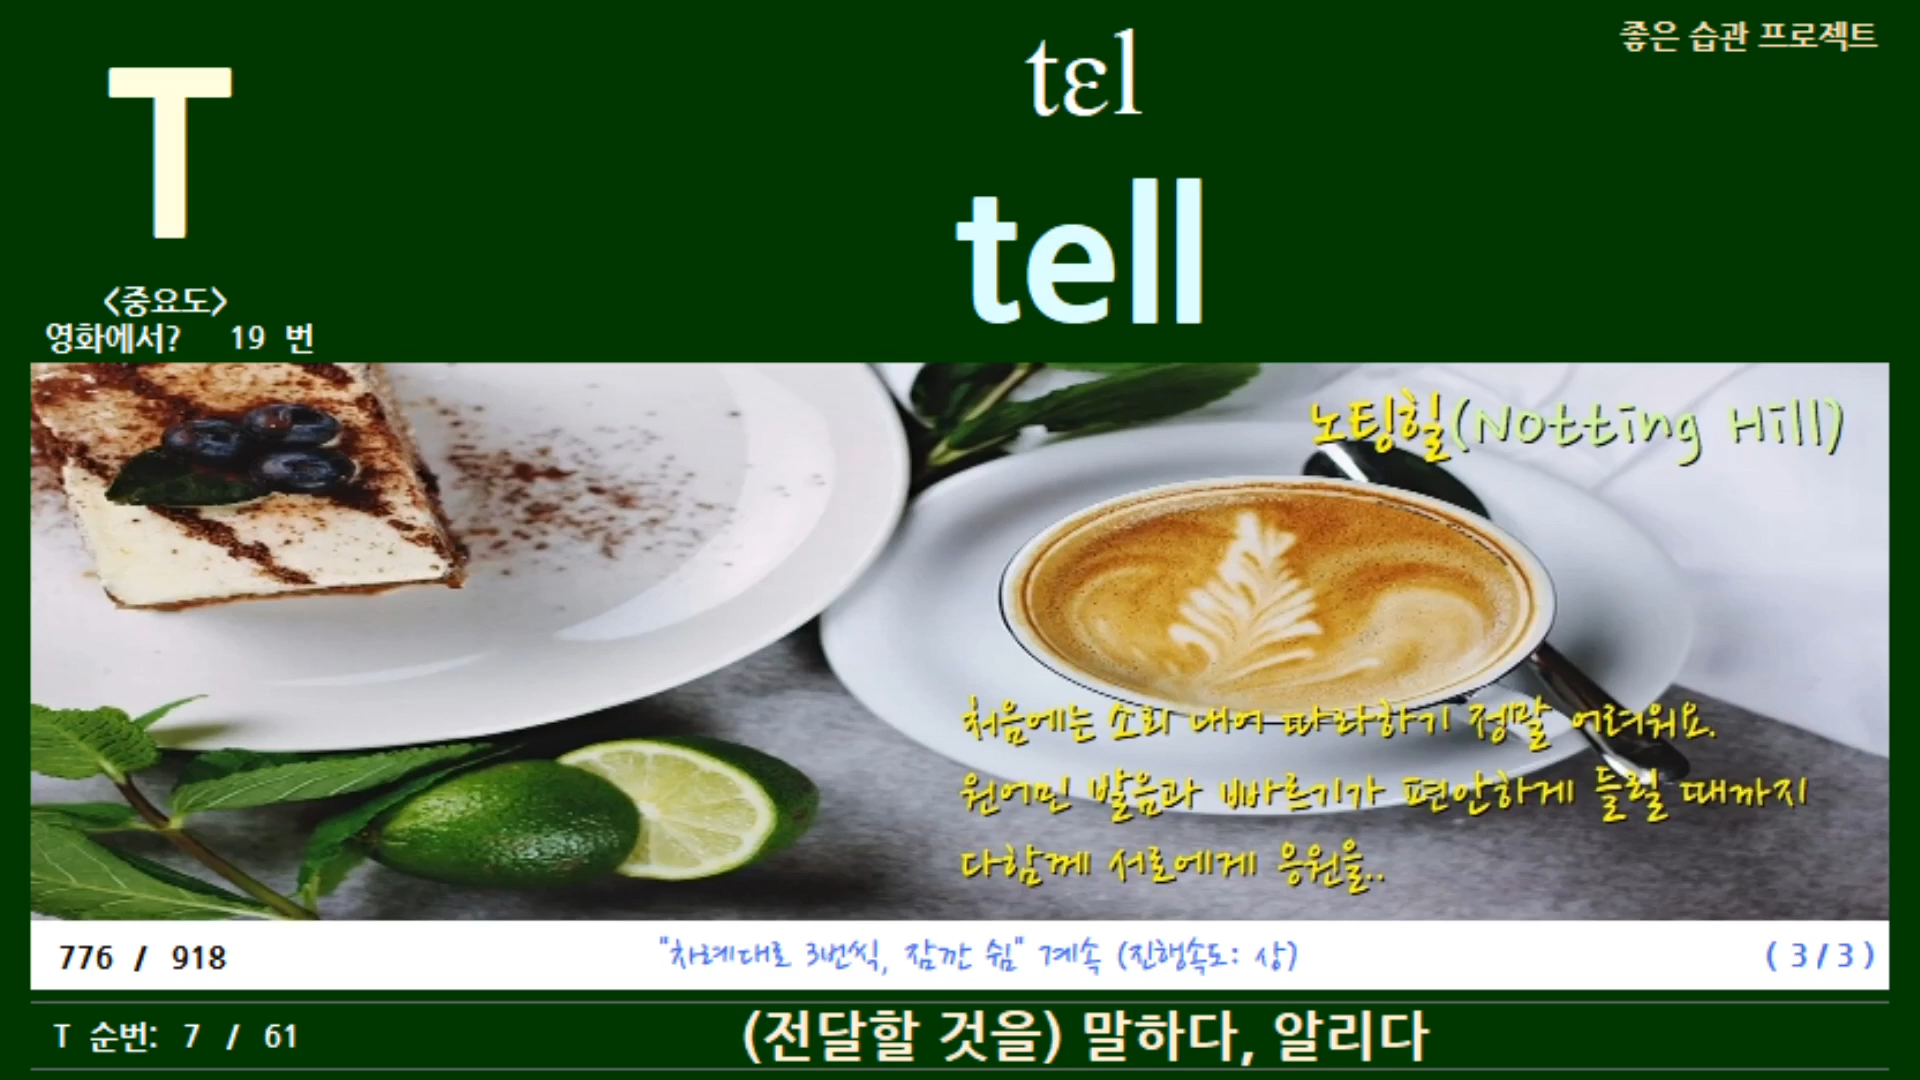 좋은 습관 프로젝트
T
tɛl
tell
<중요도>
영화에서? 19 번
노팅힐(Notting Hill)
처음에는 소리 내어 따라하기 정말 어려워요.
원어민 발음과 빠르기가 편안하게 들릴 때까지
다함께 서로에게 응원을..
776 / 918
"차례대로 3번씩, 잠깐 쉼" 계속 (진행속도: 상)
(3/3)
T 순번: 7 / 61
(전달할 것을) 말하다, 알리다